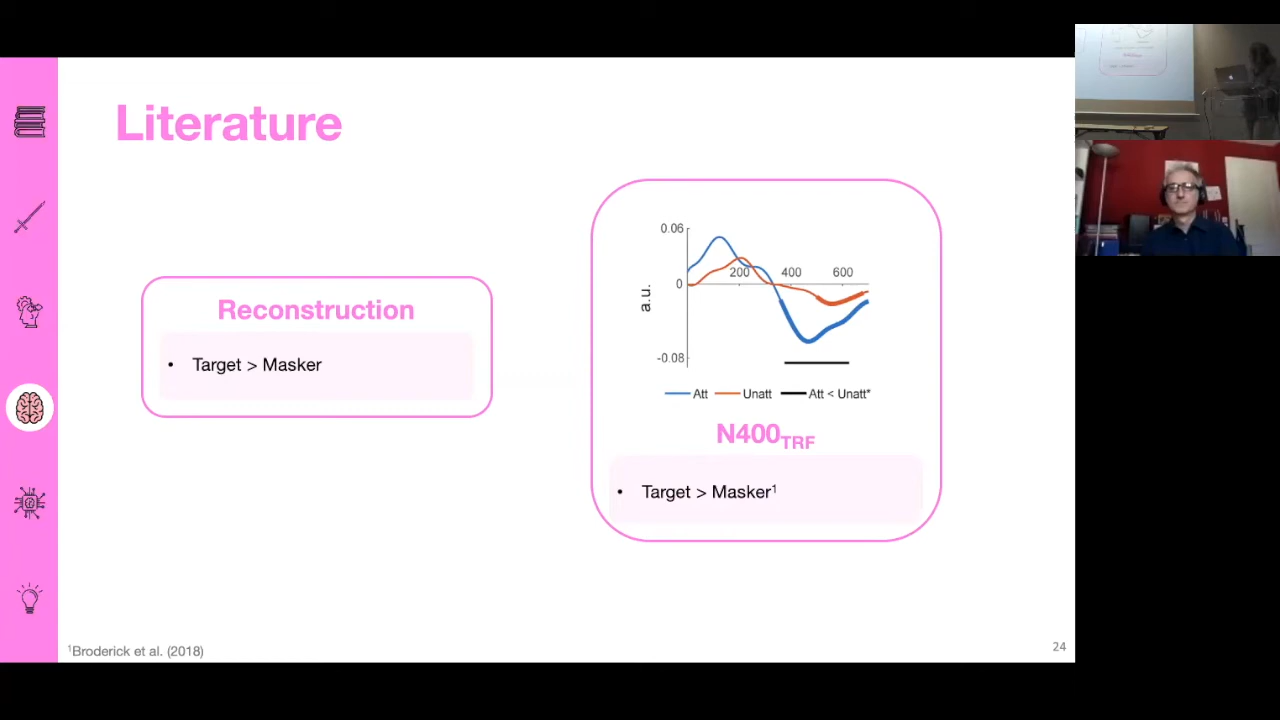 Literature
Reconstruction
• Target > Masker
0.06
200 400 600
0
a.u.
-0.08
Att Unatt Att < Unatt*
N400TRF
• Target > Masker¹
¹Broderick et al. (2018)
24